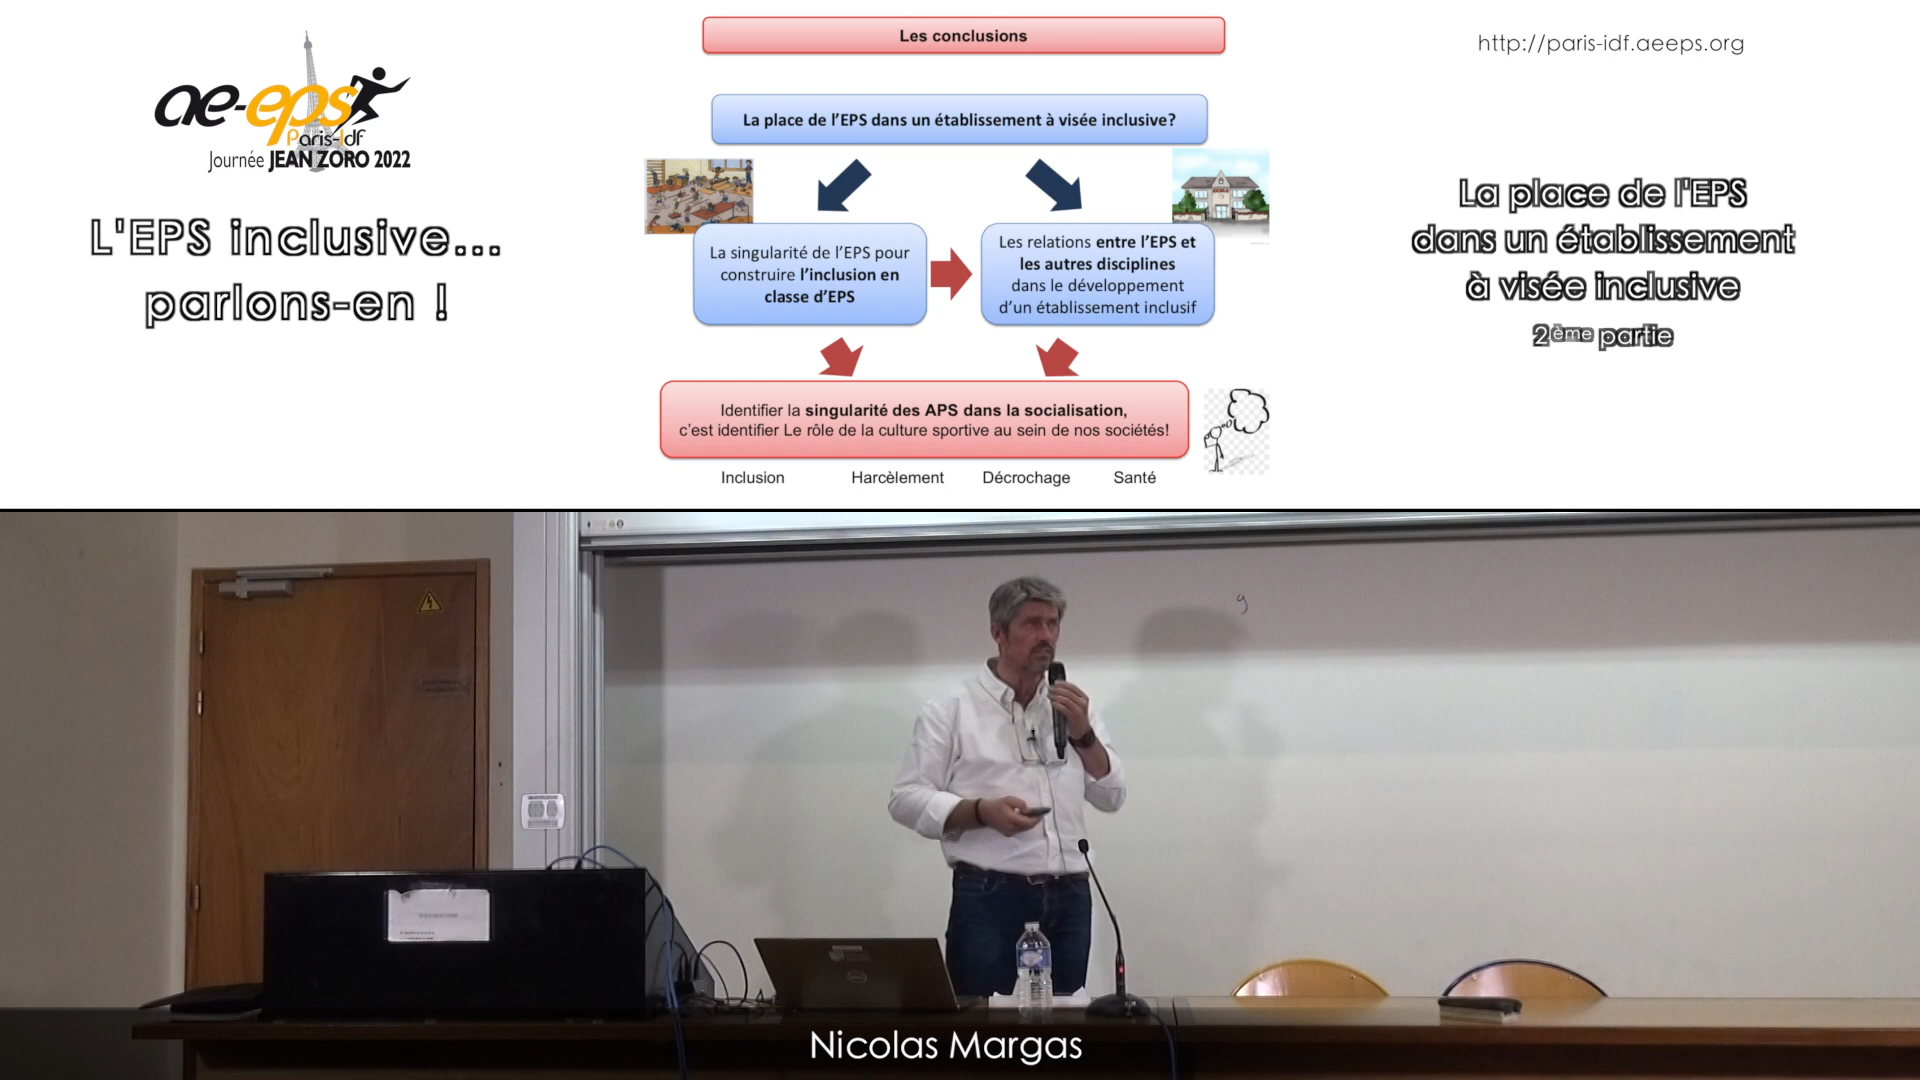 ae-eps
Paris-Idf
Journée JEAN ZORO 2022
L'EPS inclusive...
parlons-en !
Les conclusions
La place de l'EPS dans un établissement à visée inclusive?
La singularité de l'EPS pour
construire l'inclusion en
classe d'EPS
Les relations entre l'EPS et
les autres disciplines
dans le développement
d'un établissement inclusif
Identifier la singularité des APS dans la socialisation,
c'est identifier Le rôle de la culture sportive au sein de nos sociétés!
Inclusion Harcèlement Décrochage Santé
http://paris-idf.aeeps.org
La place de l'EPS
dans un établissement
à visée inclusive
2ème partie
g
DELL
Nicolas Margas